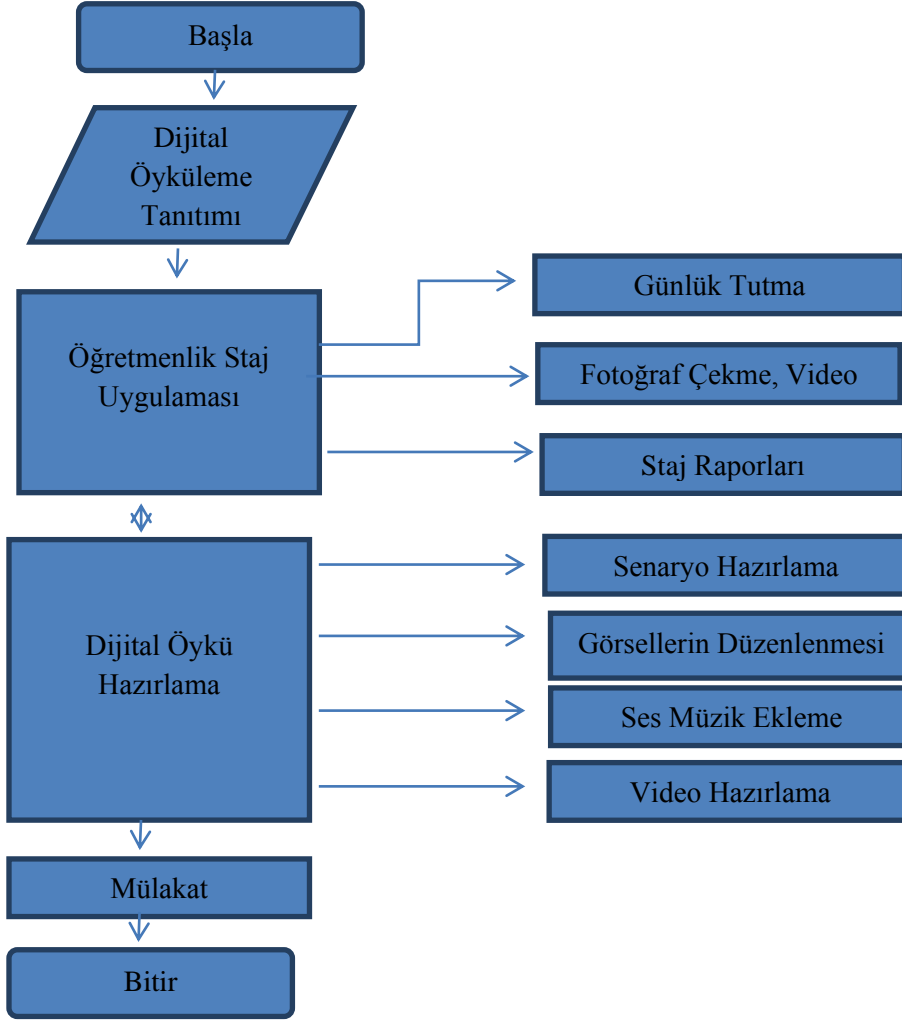 Başla
Dijital
Öyküleme
Tanıtımı
Öğretmenlik Staj
Uygulaması
Günlük Tutma
Fotoğraf Çekme, Video
Staj Raporları
Dijital Öykü
Hazırlama
Senaryo Hazırlama
Görsellerin Düzenlenmesi
Ses Müzik Ekleme
Video Hazırlama
Mülakat
Bitir